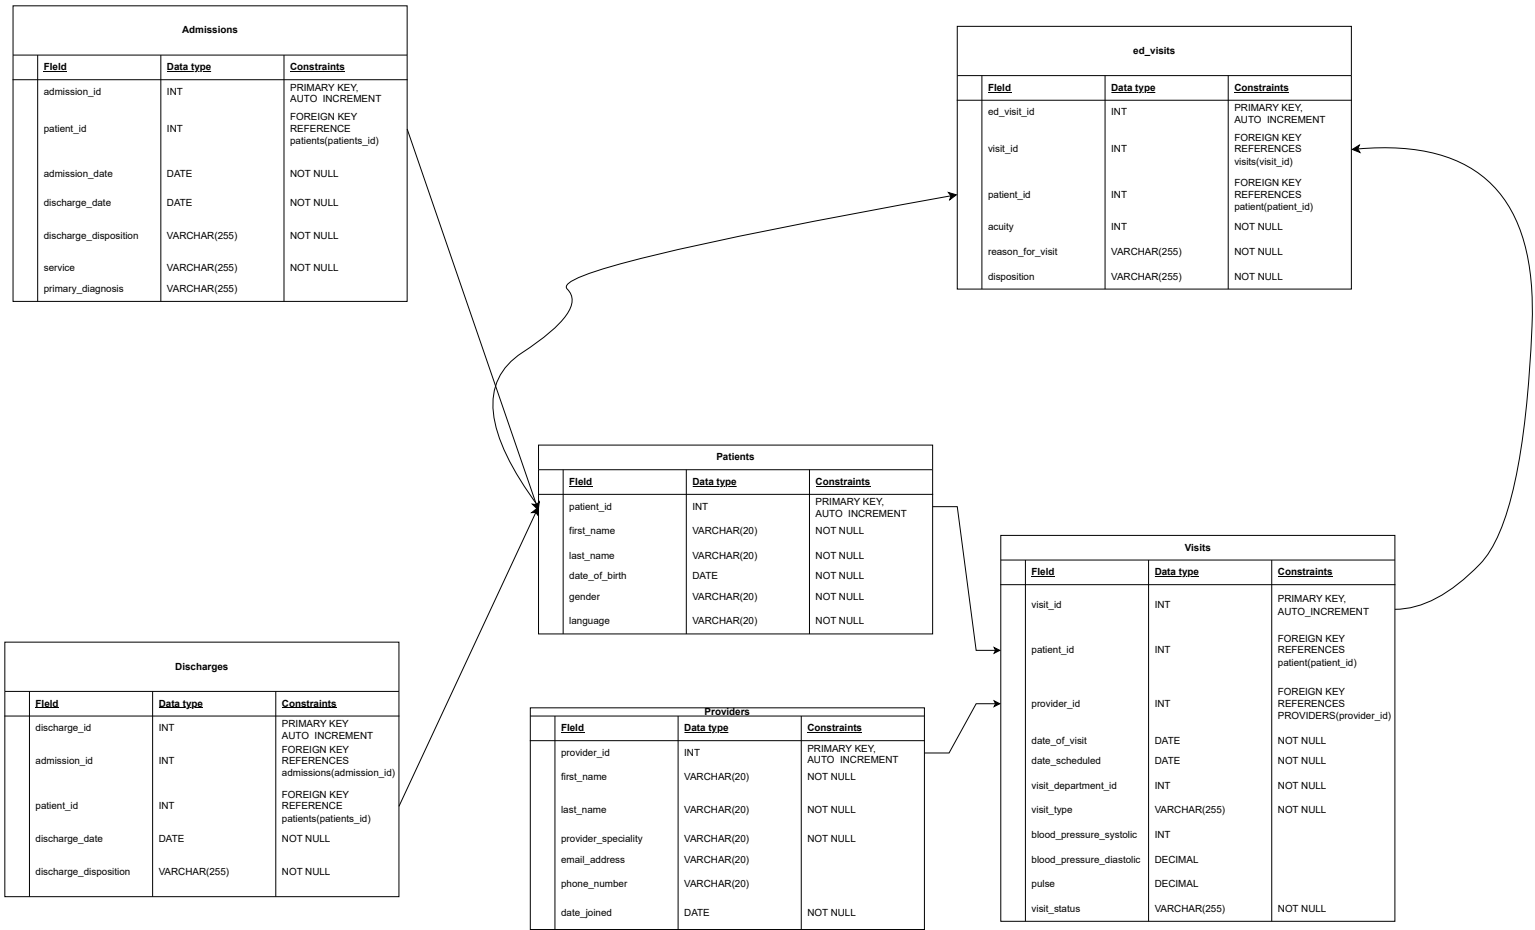 Admissions
FIeld Data type Constraints
admission_id INT PRIMARY KEY,
AUTO INCREMENT
patient_id INT FOREIGN KEY
REFERENCE
patients(patients_id)
admission_date DATE NOT NULL
discharge_date DATE NOT NULL
discharge_disposition VARCHAR(255) NOT NULL
service VARCHAR(255) NOT NULL
primary_diagnosis VARCHAR(255)
ed_visits
FIeld Data type Constraints
ed_visit_id INT PRIMARY KEY,
AUTO INCREMENT
visit_id INT FOREIGN KEY
REFERENCES
visits(visit_id)
patient_id INT FOREIGN KEY
REFERENCES
patient(patient_id)
acuity INT NOT NULL
reason_for_visit VARCHAR(255) NOT NULL
disposition VARCHAR(255) NOT NULL
Patients
FIeld Data type Constraints
patient_id INT PRIMARY KEY,
AUTO INCREMENT
first_name VARCHAR(20) NOT NULL
last_name VARCHAR(20) NOT NULL
date_of_birth DATE NOT NULL
gender VARCHAR(20) NOT NULL
language VARCHAR(20) NOT NULL
Visits
FIeld Data type Constraints
visit_id INT PRIMARY KEY,
AUTO_INCREMENT
patient_id INT FOREIGN KEY
REFERENCES
patient(patient_id)
provider_id INT FOREIGN KEY
REFERENCES
PROVIDERS(provider_id)
date_of_visit DATE NOT NULL
date_scheduled DATE NOT NULL
visit_department_id INT NOT NULL
visit_type VARCHAR(255) NOT NULL
blood_pressure_systolic INT
blood_pressure_diastolic DECIMAL
pulse DECIMAL
visit_status VARCHAR(255) NOT NULL
Discharges
FIeld Data type Constraints
discharge_id INT PRIMARY KEY
AUTO INCREMENT
admission_id INT FOREIGN KEY
REFERENCES
admissions(admission_id)
patient_id INT FOREIGN KEY
REFERENCE
patients(patients_id)
discharge_date DATE NOT NULL
discharge_disposition VARCHAR(255) NOT NULL
Providers
FIeld Data type Constraints
provider_id INT PRIMARY KEY,
AUTO INCREMENT
first_name VARCHAR(20) NOT NULL
last_name VARCHAR(20) NOT NULL
provider_speciality VARCHAR(20) NOT NULL
email_address VARCHAR(20)
phone_number VARCHAR(20)
date_joined DATE NOT NULL